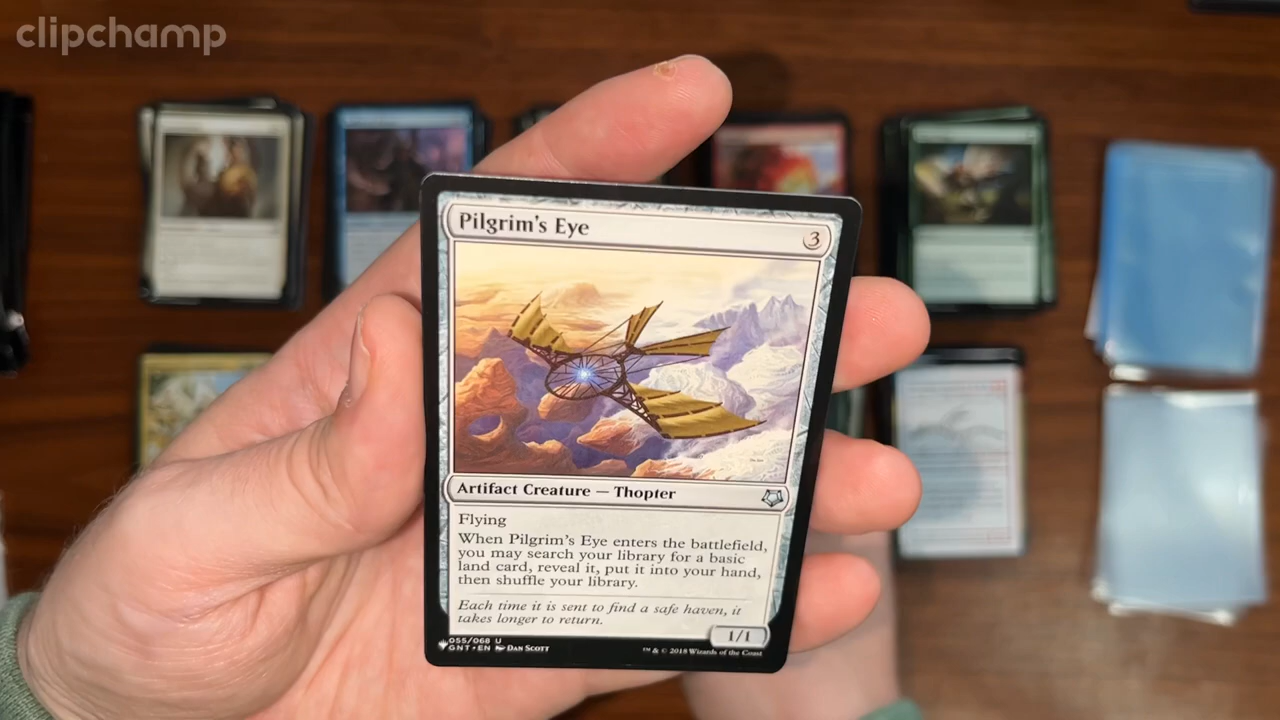 clipchamp
Pilgrim's Eye
3
Artifact Creature — Thopter
Flying
When Pilgrim's Eye enters the battlefield,
you may search your library for a basic
land card, reveal it, put it into your hand,
then shuffle your library.
Each time it is sent to find a safe haven, it
takes longer to return.
1/1
055/068 U
GNT • EN Dan Scott
™ & © 2018 Wizards of the Coast